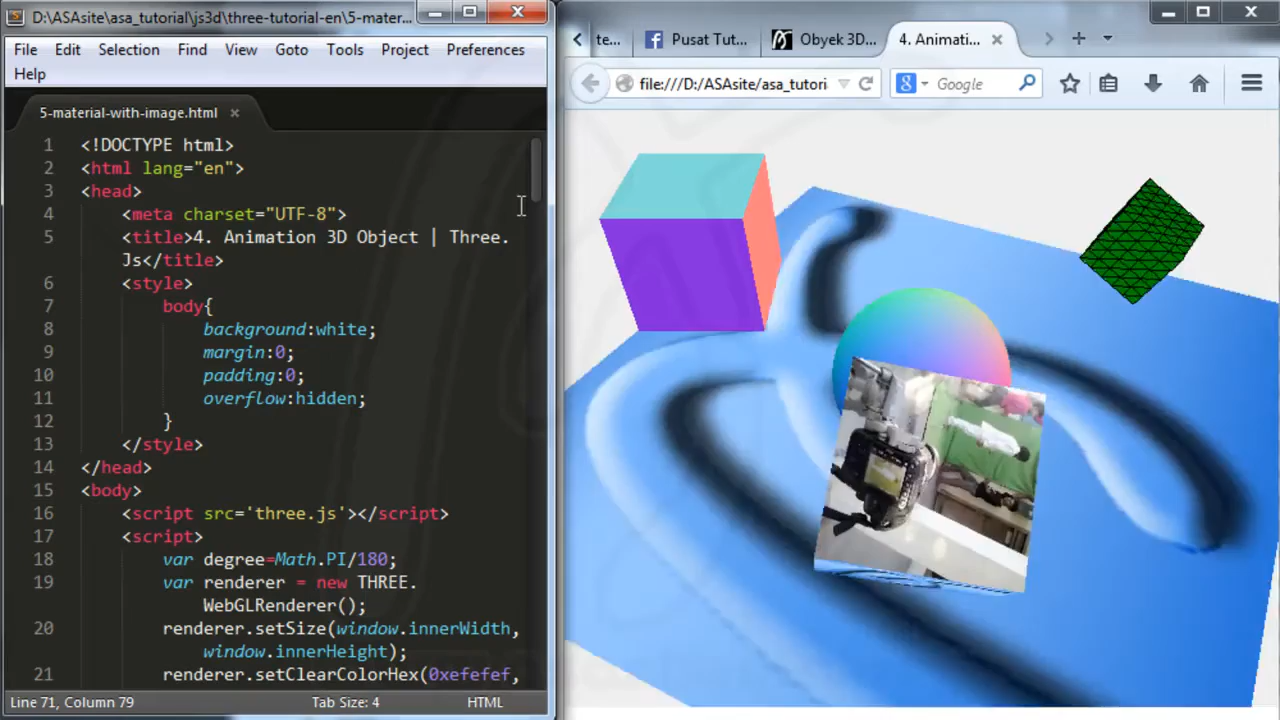 D:\ASAsite\asa_tutorial\js3d\three-tutorial-en\5-mater...
File Edit Selection Find View Goto Tools Project Preferences
Help
5-material-with-image.html
1 <!DOCTYPE html>
2 <html lang="en">
3 <head>
4 <meta charset="UTF-8">
5 <title>4. Animation 3D Object | Three.
Js</title>
6 <style>
7 body{
8 background:white;
9 margin:0;
10 padding:0;
11 overflow:hidden;
12 }
13 </style>
14 </head>
15 <body>
16 <script src='three.js'></script>
17 <script>
18 var degree=Math.PI/180;
19 var renderer = new THREE.
WebGLRenderer();
20 renderer.setSize(window.innerWidth,
window.innerHeight);
21 renderer.setClearColorHex(0xefefef,
Line 71, Column 79 Tab Size: 4 HTML
te... Pusat Tut... Obyek 3D... 4. Animati...
file:///D:/ASAsite/asa_tutori Google